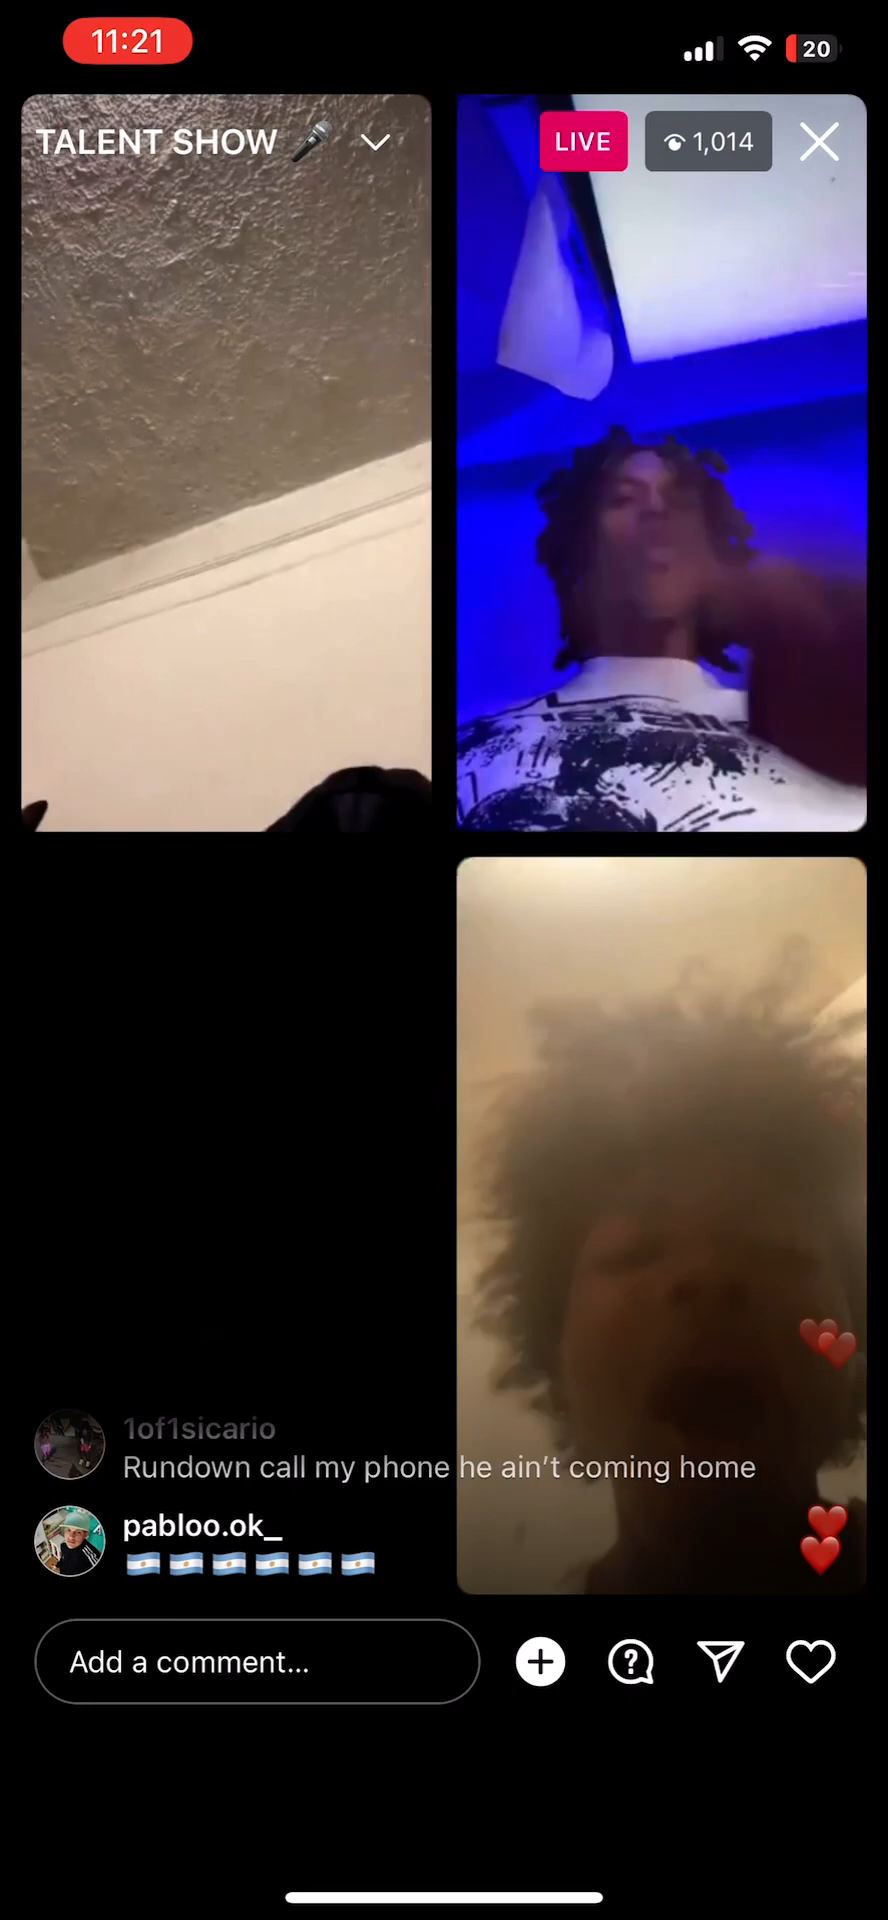 11:21
20
TALENT SHOW 🎤
LIVE
1,014
1of1sicario
Rundown call my phone he ain't coming home
pabloo.ok_
🇦🇷🇦🇷🇦🇷🇦🇷🇦🇷🇦🇷
Add a comment...